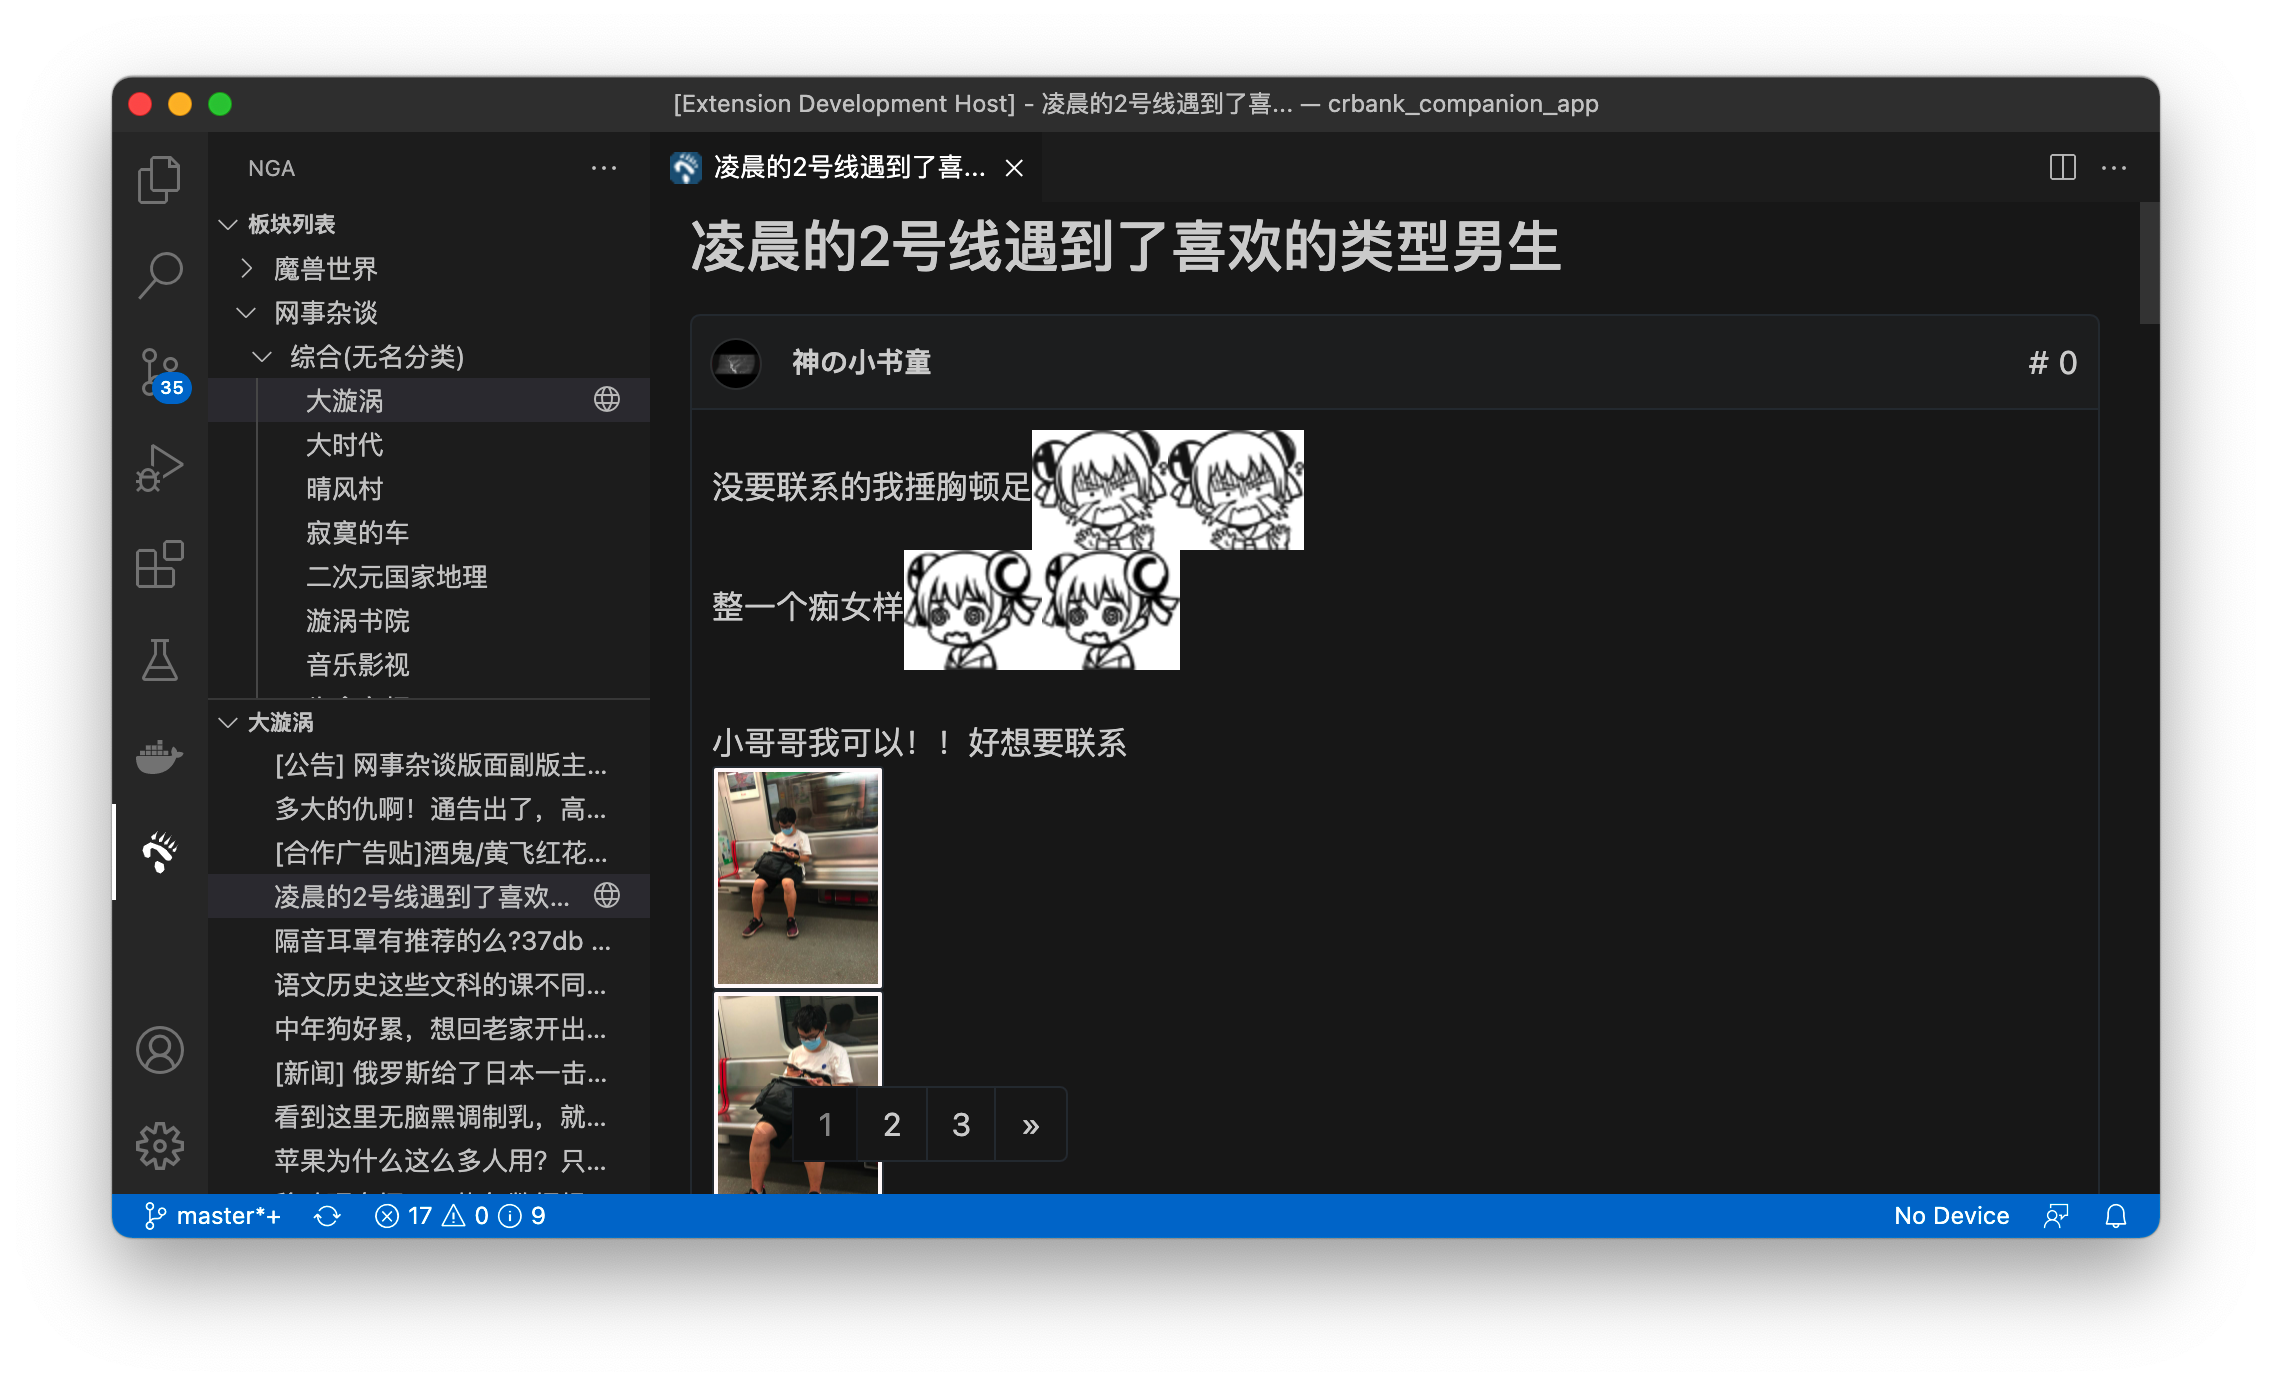 [Extension Development Host] - 凌晨的2号线遇到了喜... — crbank_companion_app
NGA
板块列表
魔兽世界
网事杂谈
综合(无名分类)
大漩涡
大时代
晴风村
寂寞的车
二次元国家地理
漩涡书院
音乐影视
大漩涡
[公告] 网事杂谈版面副版主...
多大的仇啊！通告出了，高...
[合作广告贴]酒鬼/黄飞红花...
凌晨的2号线遇到了喜欢...
隔音耳罩有推荐的么?37db ...
语文历史这些文科的课不同...
中年狗好累，想回老家开出...
[新闻] 俄罗斯给了日本一击...
看到这里无脑黑调制乳，就...
苹果为什么这么多人用？只...
35
凌晨的2号线遇到了喜...
凌晨的2号线遇到了喜欢的类型男生
神の小书童
# 0
没要联系的我捶胸顿足
整一个痴女样
小哥哥我可以！！好想要联系
1 2 3 »
master*+ 17 0 9
No Device